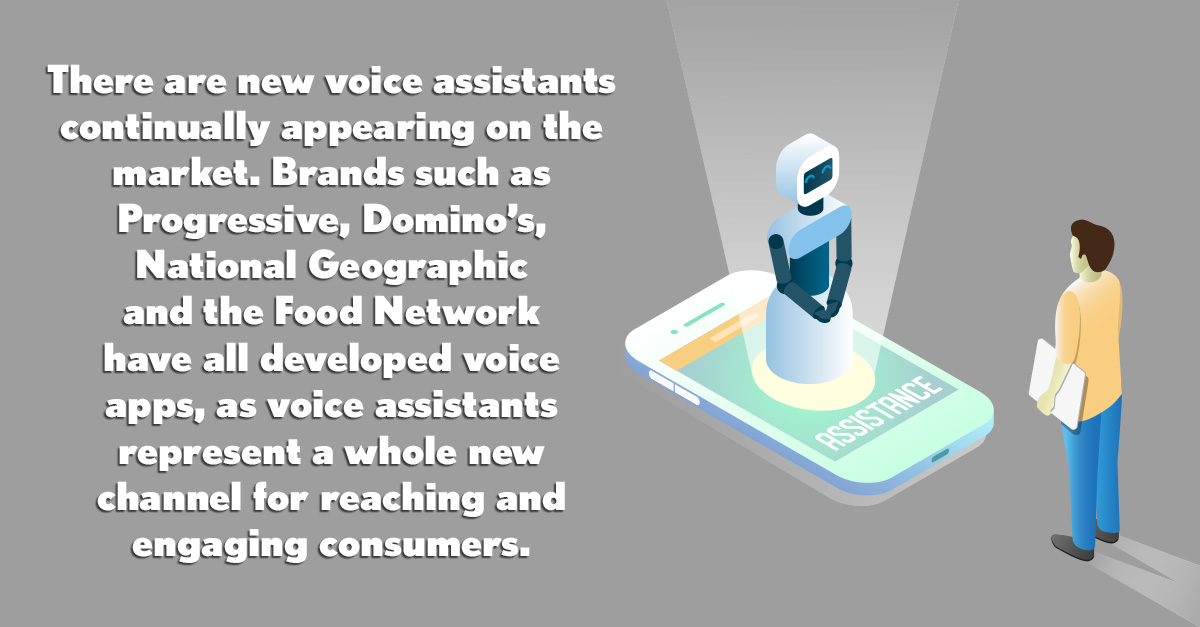 There are new voice assistants
continually appearing on the
market. Brands such as
Progressive, Domino's,
National Geographic
and the Food Network
have all developed voice
apps, as voice assistants
represent a whole new
channel for reaching and
engaging consumers.
ASSISTANCE